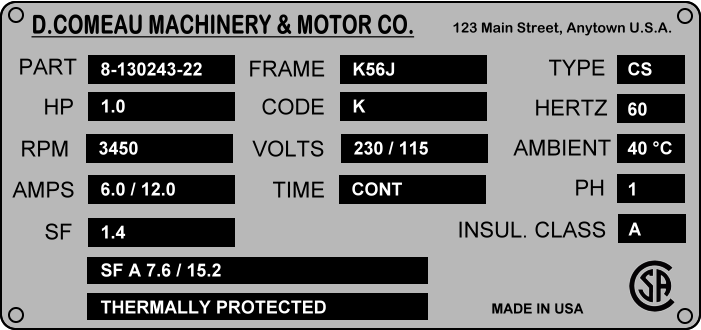 D.COMEAU MACHINERY & MOTOR CO. 123 Main Street, Anytown U.S.A.
PART 8-130243-22 FRAME K56J TYPE CS
HP 1.0 CODE K HERTZ 60
RPM 3450 VOLTS 230 / 115 AMBIENT 40 °C
AMPS 6.0 / 12.0 TIME CONT PH 1
SF 1.4 INSUL. CLASS A
SF A 7.6 / 15.2
THERMALLY PROTECTED MADE IN USA SA